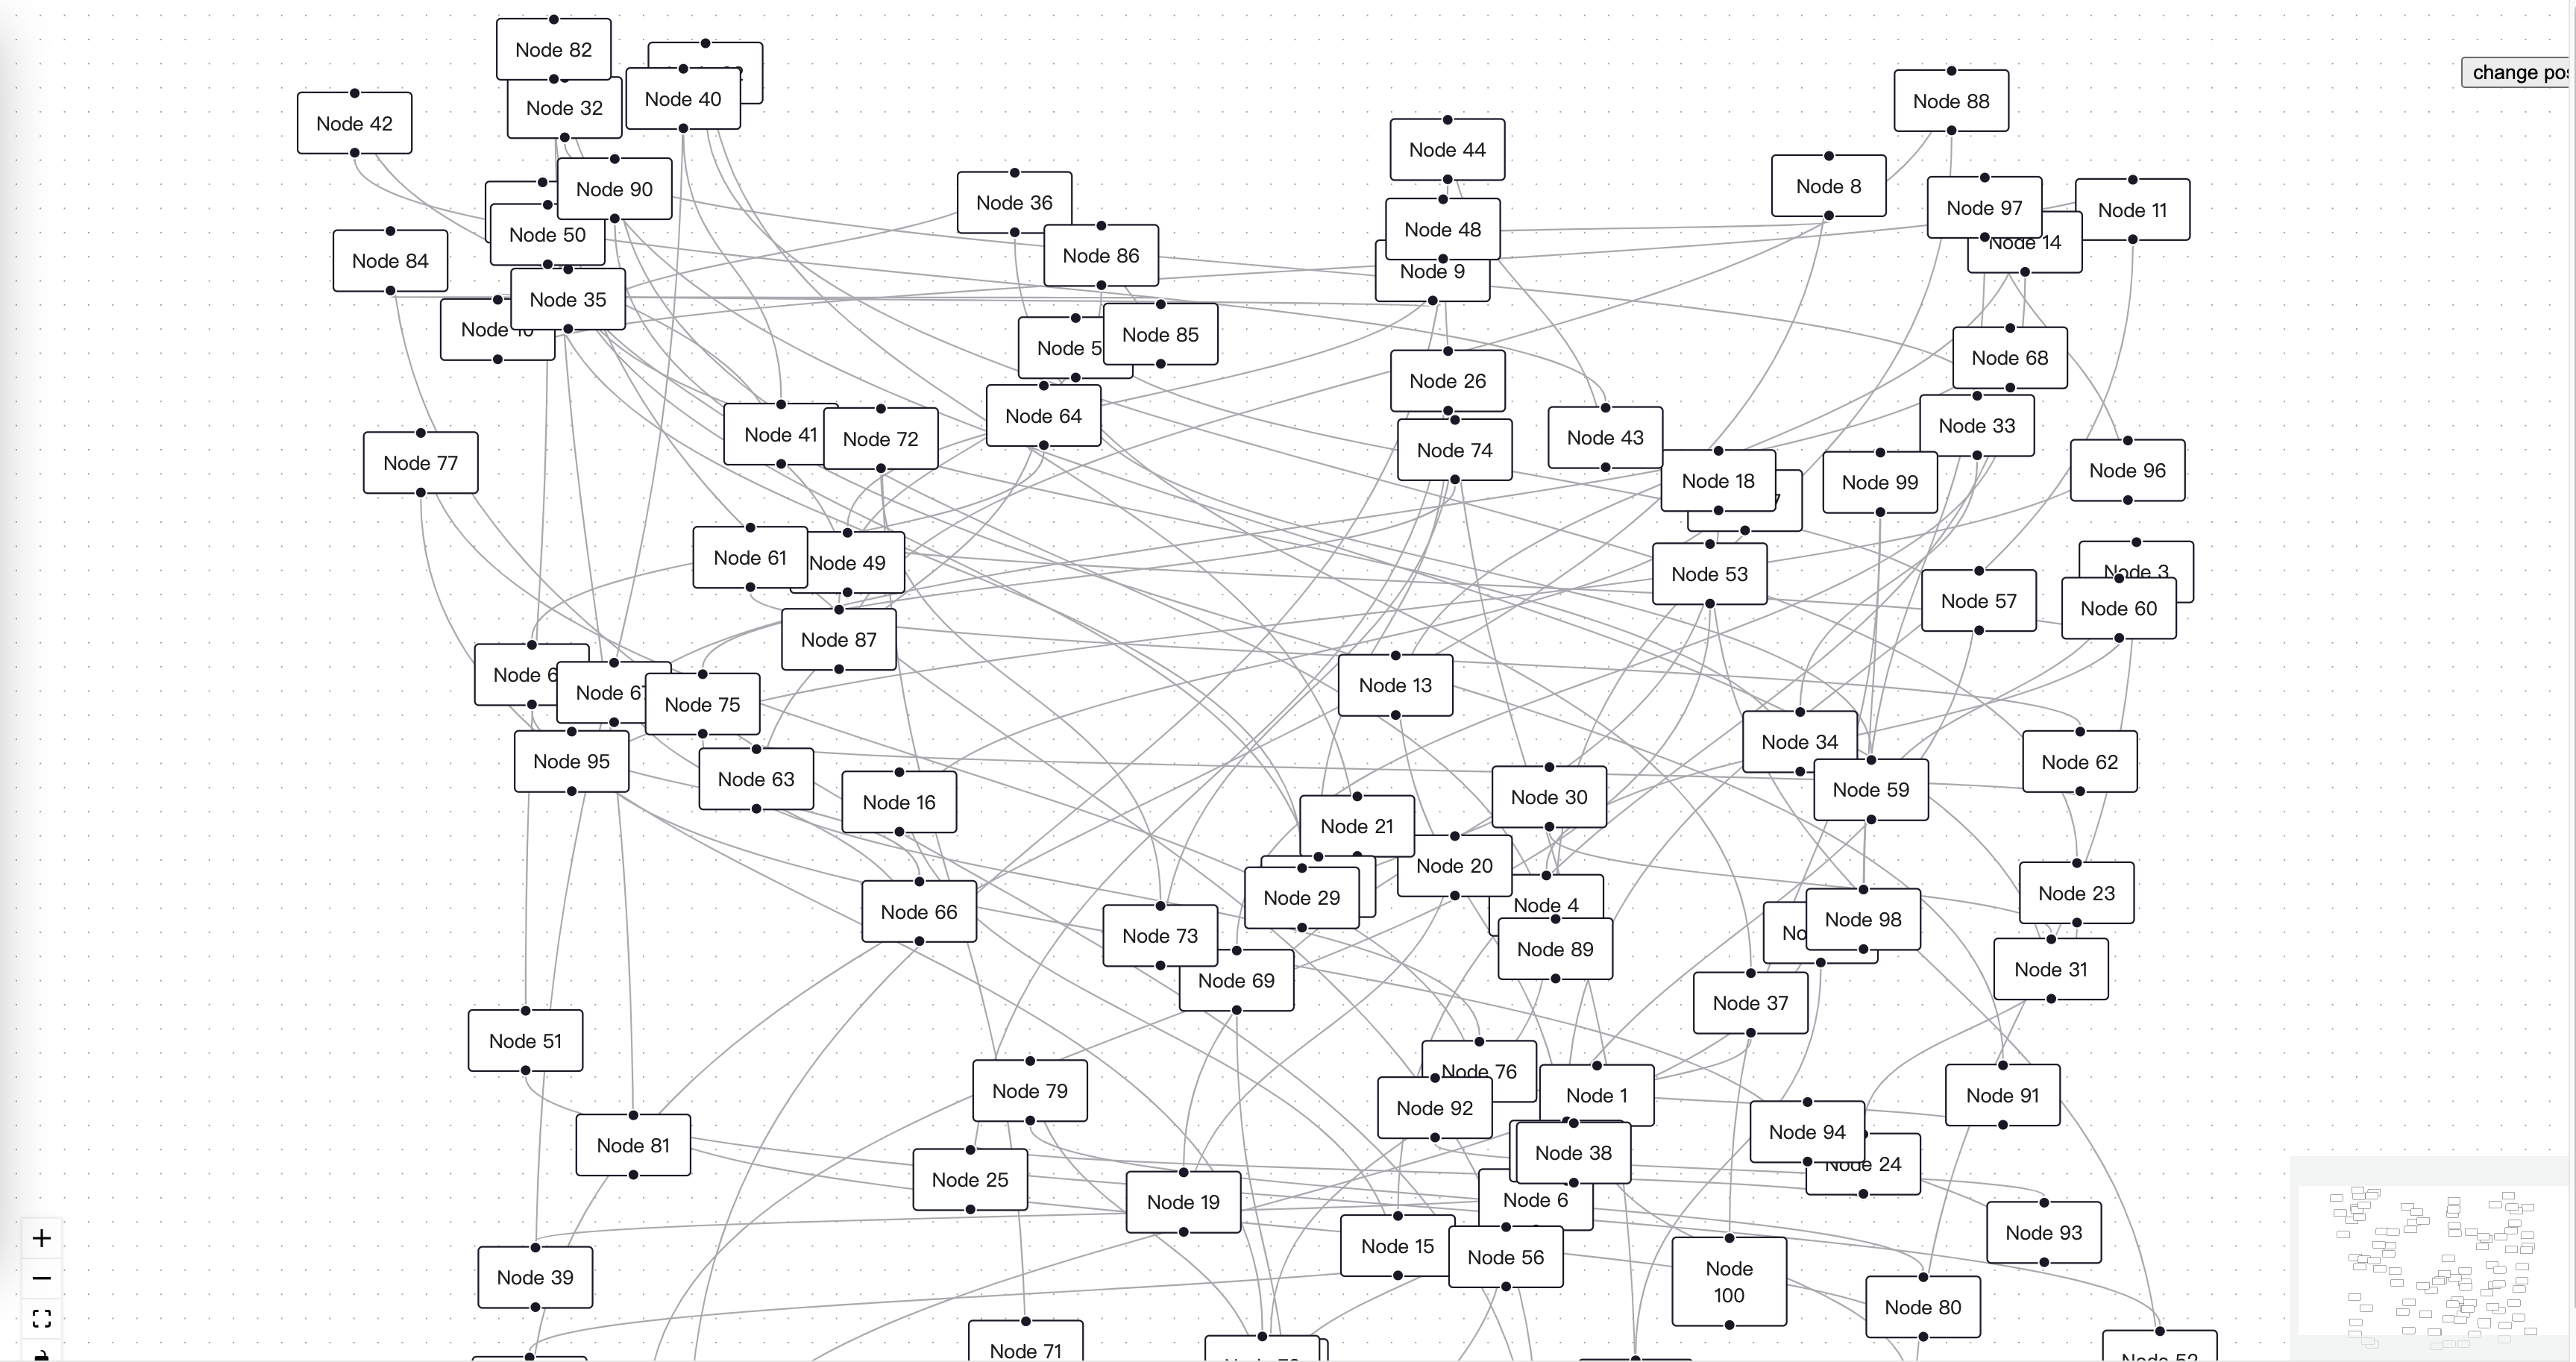 Node 82
Node 32
Node 40
Node 42
Node 88
change pos
Node 44
Node 8
Node 90
Node 36
Node 97
Node 11
Node 50
Node 48
Node 14
Node 84
Node 86
Node 9
Node 35
Node 85
Node 5
Node 68
Node 26
Node 64
Node 33
Node 41
Node 72
Node 43
Node 74
Node 77
Node 96
Node 18
Node 99
Node 61
Node 49
Node 53
Node 3
Node 57
Node 60
Node 87
Node 6
Node 67
Node 13
Node 75
Node 34
Node 95
Node 62
Node 63
Node 59
Node 16
Node 30
Node 21
Node 20
Node 29
Node 23
Node 4
Node 66
Node 98
No
Node 73
Node 89
Node 69
Node 31
Node 37
Node 51
Node 76
Node 79
Node 1
Node 91
Node 92
Node 94
Node 81
Node 38
Node 24
Node 25
Node 19
Node 6
Node 93
Node 15
Node 56
Node 39
Node
100
Node 80
Node 71
Node 52